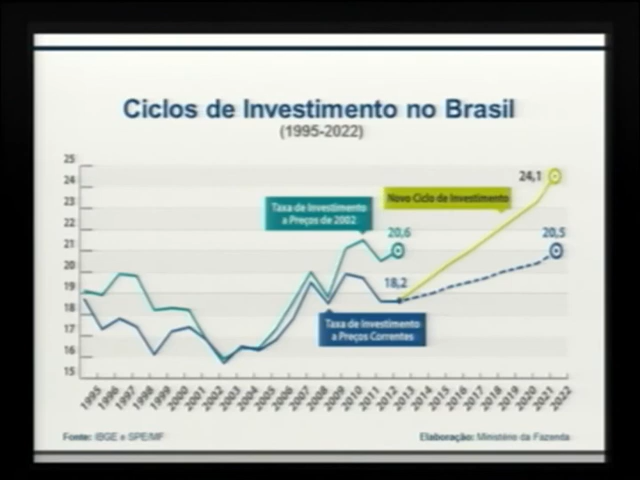 Ciclos de Investimento no Brasil
(1995-2022)
25
24
23
22
21
20
19
18
17
16
15
24,1
Novo Ciclo de Investimento
Taxa de Investimento
a Preços de 2002
20,6
20,5
18,2
Taxa de Investimento
a Preços Correntes
1995 1996 1997 1998 1999 2000 2001 2002 2003 2004 2005 2006 2007 2008 2009 2010 2011 2012 2013 2014 2015 2016 2017 2018 2019 2020 2021 2022
Fonte: IBGE e SPE/MF
Elaboração: Ministério da Fazenda